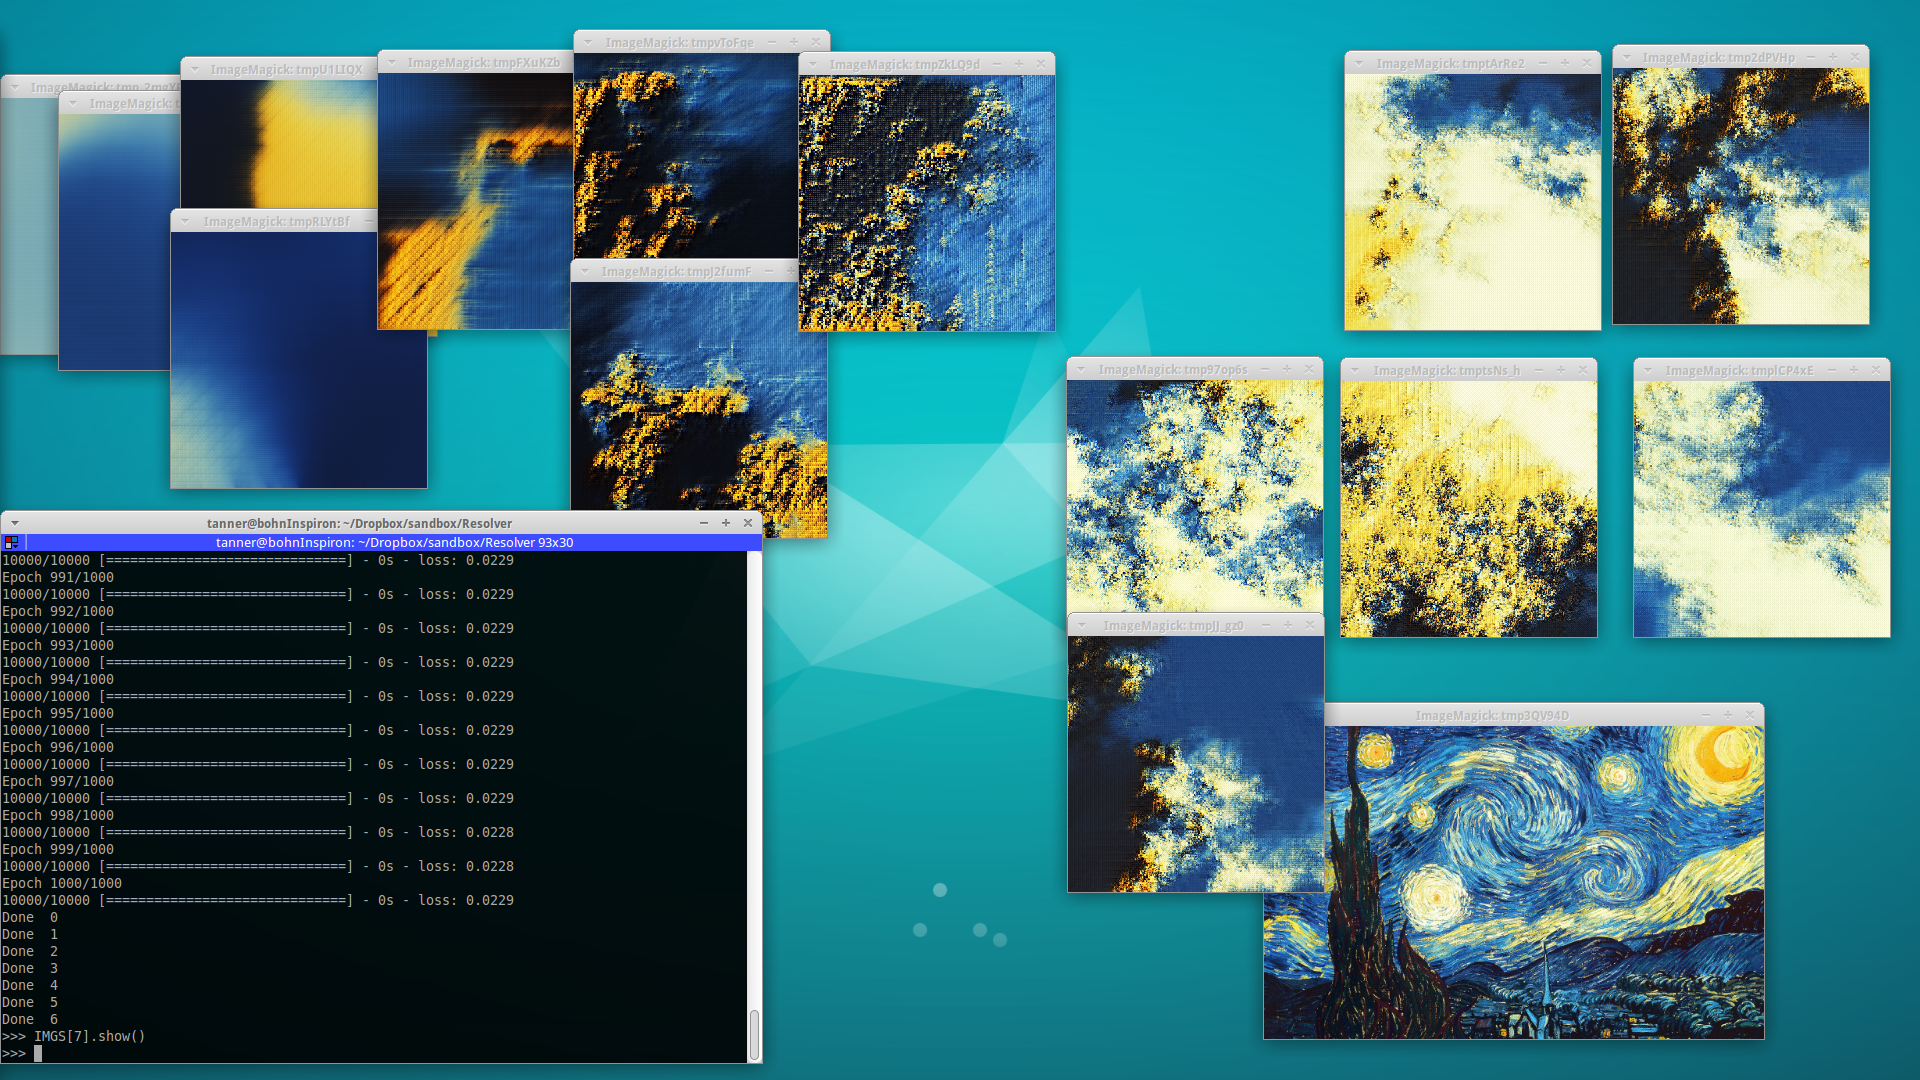 ImageMagick: tmpvToFqe
ImageMagick: tmp2dPVHp
ImageMagick: tmpFXuKZb
ImageMagick: tmpZkLQ9d
ImageMagick: tmptArRe2
ImageMagick: tmpU1LIQX
ImageMagick:
ImageMagick:
ImageMagick: tmpRLYtBf
ImageMagick: tmpJ2fumF
ImageMagick: tmp97op6s
ImageMagick: tmptsNs_h
ImageMagick: tmplCP4xE
ImageMagick: tmpJJ_gz0
ImageMagick: tmp3QV94D
tanner@bohnInspiron: ~/Dropbox/sandbox/Resolver
tanner@bohnInspiron: ~/Dropbox/sandbox/Resolver 93x30
10000/10000 [==============================] - 0s - loss: 0.0229
Epoch 991/1000
10000/10000 [==============================] - 0s - loss: 0.0229
Epoch 992/1000
10000/10000 [==============================] - 0s - loss: 0.0229
Epoch 993/1000
10000/10000 [==============================] - 0s - loss: 0.0229
Epoch 994/1000
10000/10000 [==============================] - 0s - loss: 0.0229
Epoch 995/1000
10000/10000 [==============================] - 0s - loss: 0.0229
Epoch 996/1000
10000/10000 [==============================] - 0s - loss: 0.0229
Epoch 997/1000
10000/10000 [==============================] - 0s - loss: 0.0229
Epoch 998/1000
10000/10000 [==============================] - 0s - loss: 0.0228
Epoch 999/1000
10000/10000 [==============================] - 0s - loss: 0.0228
Epoch 1000/1000
10000/10000 [==============================] - 0s - loss: 0.0229
Done  0
Done  1
Done  2
Done  3
Done  4
Done  5
Done  6
>>> IMGS[7].show()
>>>